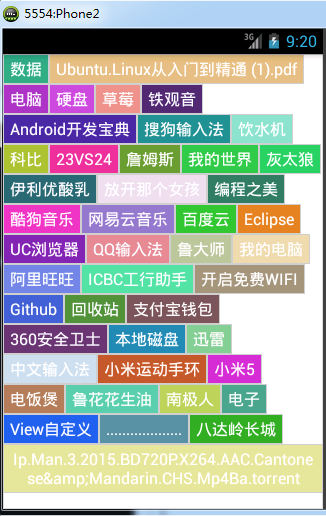 5554:Phone2
3G 9:20
数据 Ubuntu.Linux从入门到精通 (1).pdf
电脑 硬盘 草莓 铁观音
Android开发宝典 搜狗输入法 饮水机
科比 23VS24 詹姆斯 我的世界 灰太狼
伊利优酸乳 放开那个女孩 编程之美
酷狗音乐 网易云音乐 百度云 Eclipse
UC浏览器 QQ输入法 鲁大师 我的电脑
阿里旺旺 ICBC工行助手 开启免费WIFI
Github 回收站 支付宝钱包
360安全卫士 本地磁盘 迅雷
中文输入法 小米运动手环 小米5
电饭煲 鲁花花生油 南极人 电子
View自定义 .................... 八达岭长城
Ip.Man.3.2015.BD720P.X264.AAC.Cantone
se&amp;Mandarin.CHS.Mp4Ba.torrent